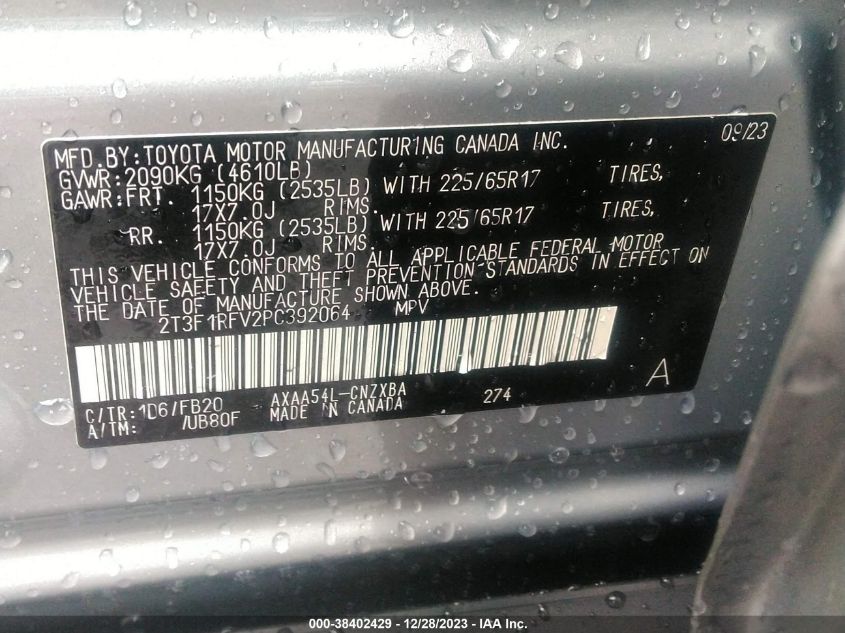 09/23
MFD.BY:TOYOTA MOTOR MANUFACTURING CANADA INC.
GVWR:2090KG (4610LB)
GAWR:FRT. 1150KG (2535LB) WITH 225/65R17 TIRES,
17X7.0J RIMS.
RR. 1150KG (2535LB) WITH 225/65R17 TIRES,
17X7.0J RIMS.
THIS VEHICLE CONFORMS TO ALL APPLICABLE FEDERAL MOTOR
VEHICLE SAFETY AND THEFT PREVENTION STANDARDS IN EFFECT ON
THE DATE OF MANUFACTURE SHOWN ABOVE.
2T3F1RFV2PC392064 MPV
A
C/TR:1D6/FB20 AXAA54L-CNZXBA 274
A/TM: /UB80F MADE IN CANADA
000-38402429 - 12/28/2023 - IAA Inc.